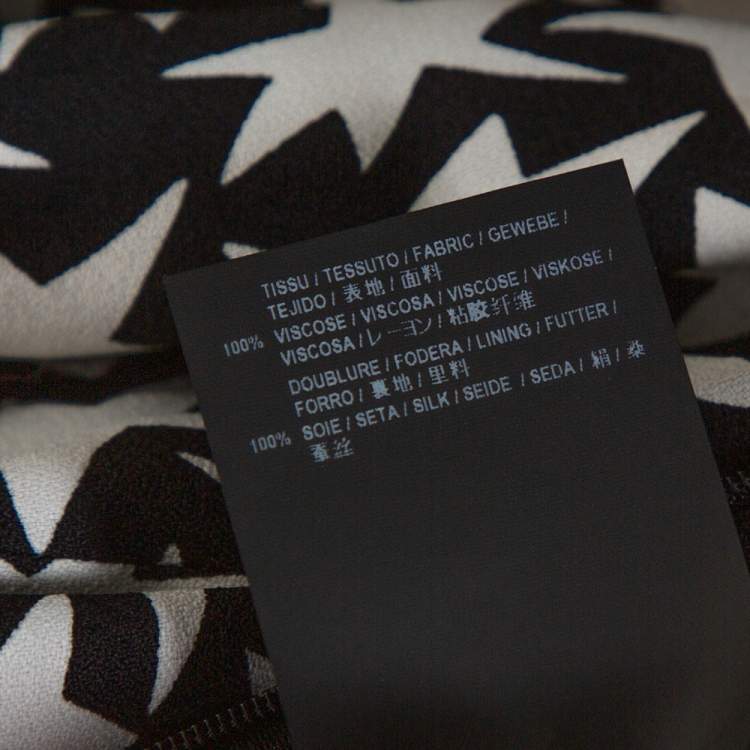 TISSU / TESSUTO / FABRIC / GEWEBE /
TEJIDO / 表地 / 面料
100% VISCOSE / VISCOSA / VISCOSE / VISKOSE /
VISCOSA / レーヨン / 粘胶纤维
DOUBLURE / FODERA / LINING / FUTTER /
FORRO / 裏地 / 里料
100% SOIE / SETA / SILK / SEIDE / SEDA / 絹 / 桑